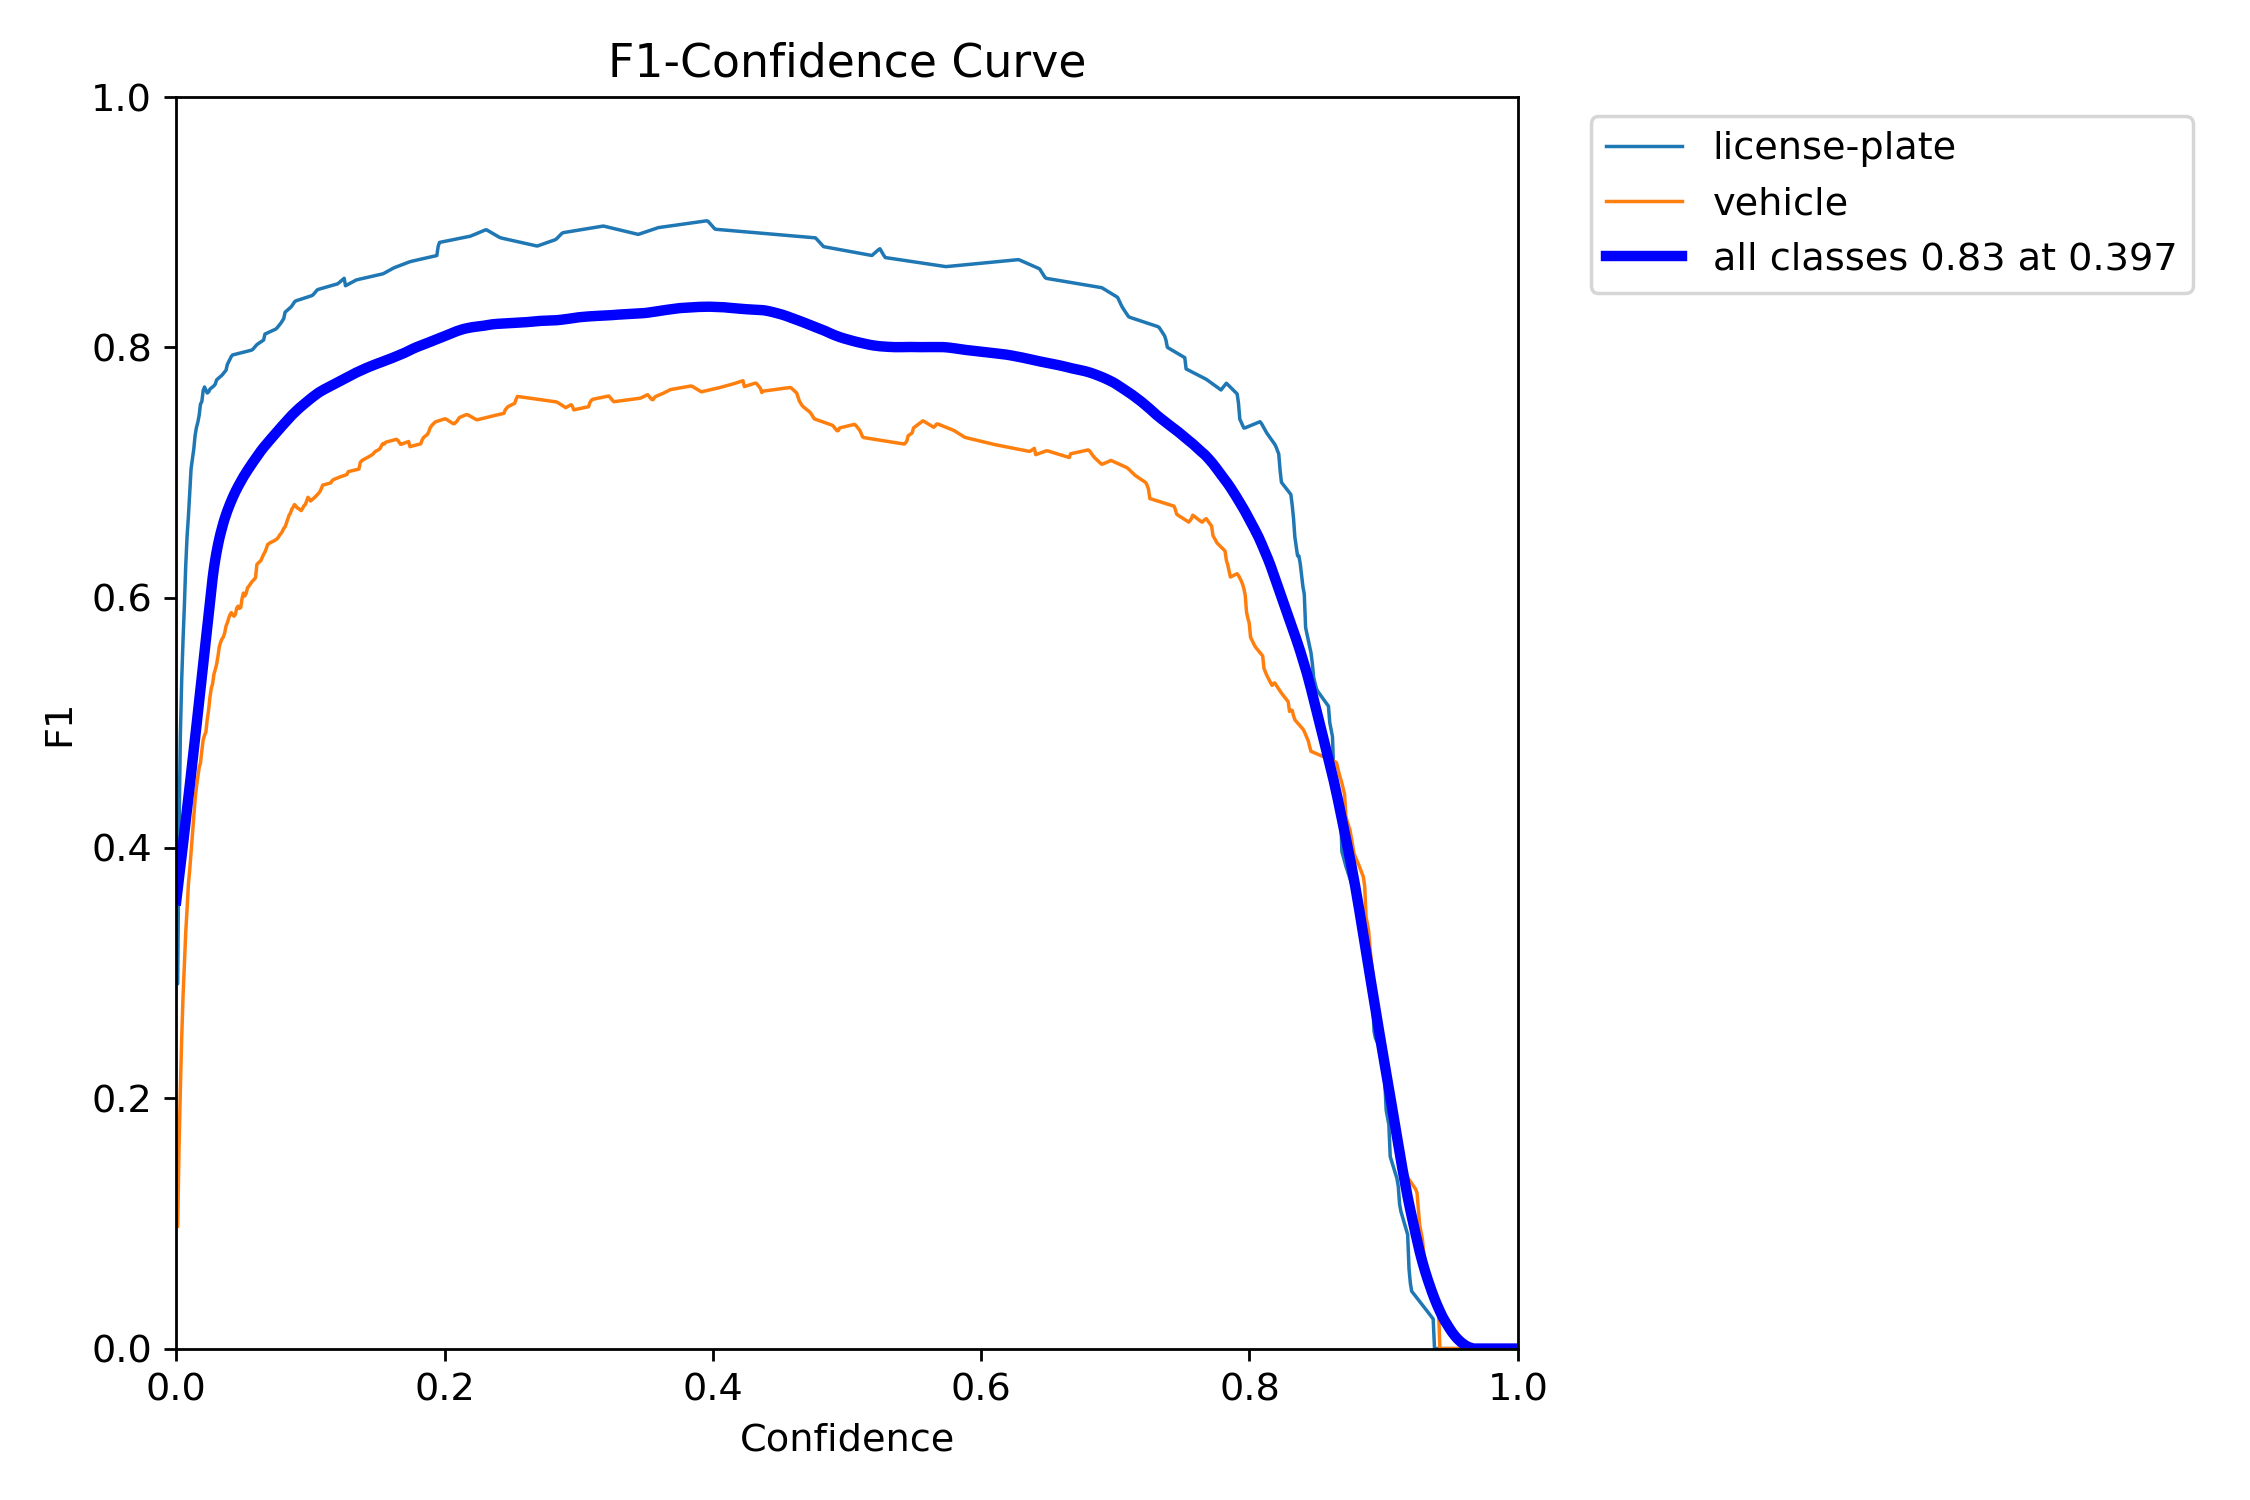 F1-Confidence Curve
1.0
0.8
0.6
0.4
0.2
0.0
F1
0.0 0.2 0.4 0.6 0.8 1.0
Confidence
license-plate
vehicle
all classes 0.83 at 0.397